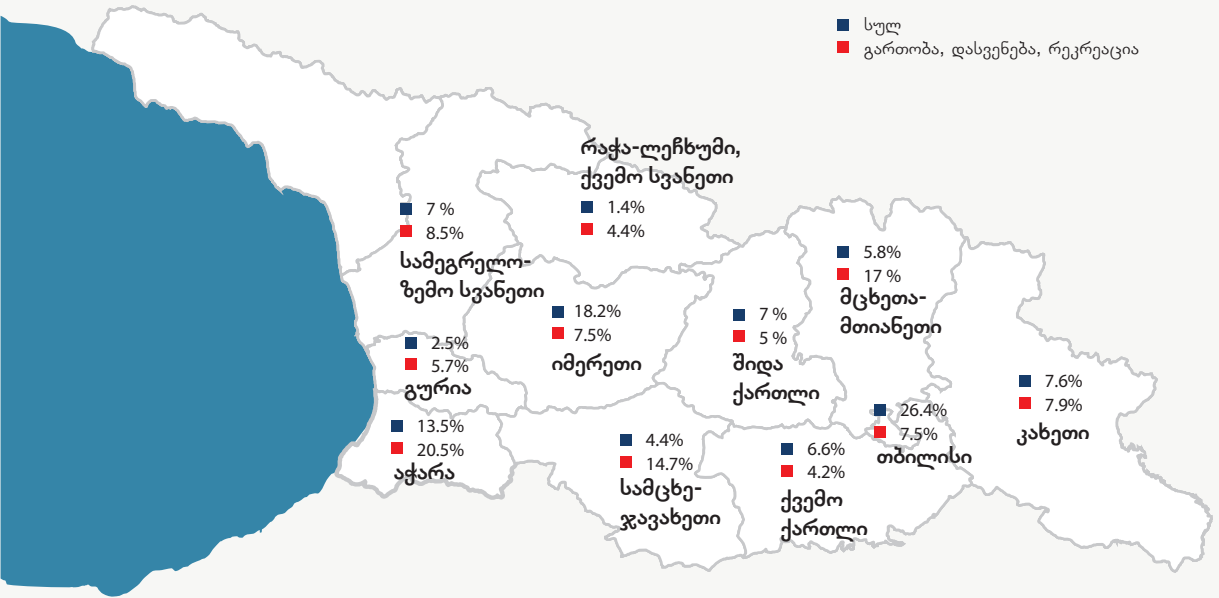 სულ
გართობა, დასვენება, რეკრეაცია
რაჭა-ლეჩხუმი,
ქვემო სვანეთი
1.4%
4.4%
7 %
8.5%
სამეგრელო-
ზემო სვანეთი
5.8%
17 %
მცხეთა-
მთიანეთი
18.2%
7.5%
იმერეთი
7 %
5 %
შიდა
ქართლი
2.5%
5.7%
გურია
7.6%
7.9%
კახეთი
13.5%
20.5%
აჭარა
26.4%
7.5%
თბილისი
4.4%
14.7%
სამცხე-
ჯავახეთი
6.6%
4.2%
ქვემო
ქართლი